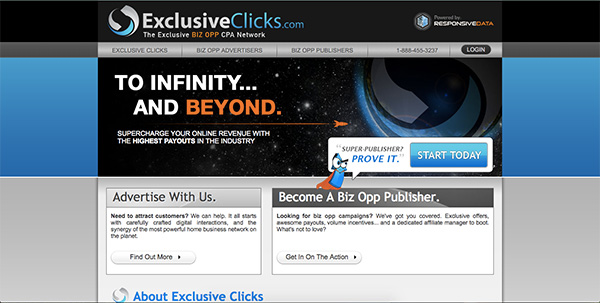 ExclusiveClicks.com
The Exclusive BIZ OPP CPA Network
Powered by:
RESPONSIVEDATA
EXCLUSIVE CLICKS
BIZ OPP ADVERTISERS
BIZ OPP PUBLISHERS
1-888-455-3237
LOGIN
TO INFINITY...
AND BEYOND.
SUPERCHARGE YOUR ONLINE REVENUE WITH
THE HIGHEST PAYOUTS IN THE INDUSTRY
"SUPER-PUBLISHER?
PROVE IT."
START TODAY
Advertise With Us.
Need to attract customers? We can help. It all starts
with carefully crafted digital interactions, and the
synergy of the most powerful home business network on
the planet.
Find Out More
Become A Biz Opp Publisher.
Looking for biz opp campaigns? We've got you covered. Exclusive offers,
awesome payouts, volume incentives... and a dedicated affiliate manager to boot.
What's not to love?
Get In On The Action
About Exclusive Clicks